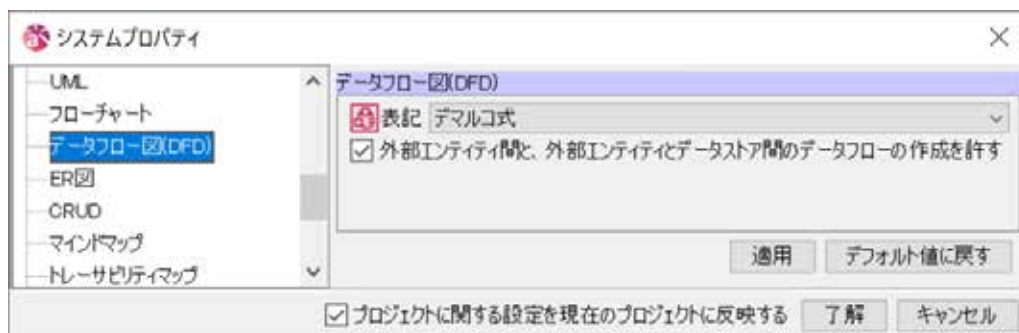 システムプロパティ
UML
フローチャート
データフロー図(DFD)
ER図
CRUD
マインドマップ
トレーサビリティマップ
データフロー図(DFD)
表記 デマルコ式
外部エンティティ間と、外部エンティティとデータストア間のデータフローの作成を許す
適用 デフォルト値に戻す
プロジェクトに関する設定を現在のプロジェクトに反映する 了解 キャンセル